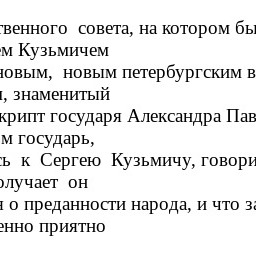 твенного совета, на котором бы
ем Кузьмичем
новым, новым петербургским в
, знаменитый
крипт государя Александра Пав
м государь,
сь к Сергею Кузьмичу, говори
олучает он
о преданности народа, и что за
енно приятно